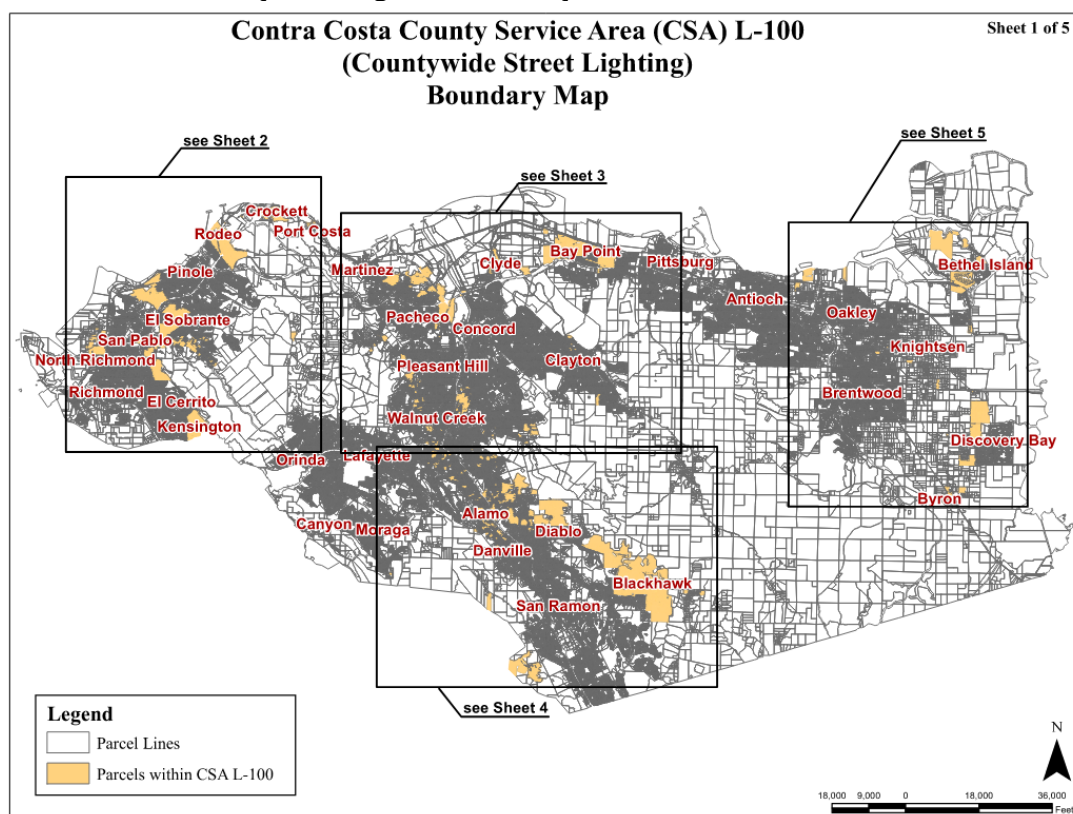 Contra Costa County Service Area (CSA) L-100
(Countywide Street Lighting)
Boundary Map
Sheet 1 of 5
see Sheet 2
see Sheet 3
see Sheet 5
Crockett
Port Costa
Rodeo
Pinole
El Sobrante
San Pablo
North Richmond
Richmond
El Cerrito
Kensington
Martinez
Clyde
Bay Point
Pittsburg
Pacheco
Concord
Pleasant Hill
Clayton
Walnut Creek
Antioch
Bethel Island
Oakley
Knightsen
Brentwood
Discovery Bay
Byron
Orinda
Lafayette
Canyon
Moraga
Alamo
Diablo
Danville
Blackhawk
San Ramon
see Sheet 4
Legend
Parcel Lines
Parcels within CSA L-100
N
18,000 9,000 0 18,000 36,000
Feet